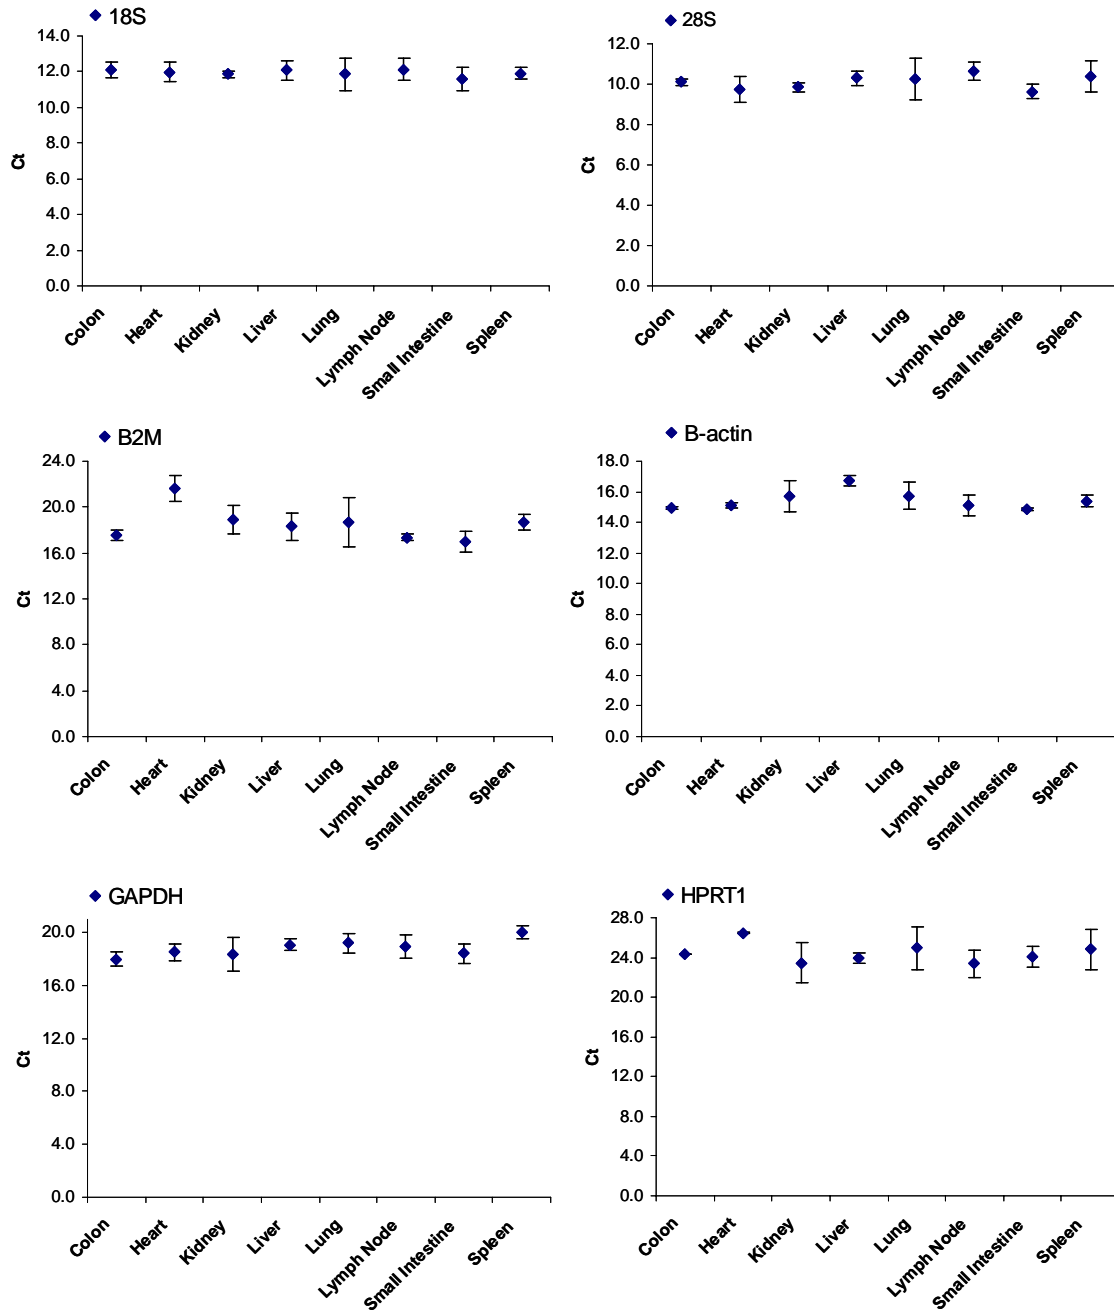 18S
14.0
12.0
10.0
8.0
6.0
4.0
2.0
0.0
Ct
Colon
Heart
Kidney
Liver
Lung
Lymph Node
Small Intestine
Spleen
28S
12.0
10.0
8.0
6.0
4.0
2.0
0.0
Ct
Colon
Heart
Kidney
Liver
Lung
Lymph Node
Small Intestine
Spleen
B2M
24.0
20.0
16.0
12.0
8.0
4.0
0.0
Ct
Colon
Heart
Kidney
Liver
Lung
Lymph Node
Small Intestine
Spleen
B-actin
18.0
16.0
14.0
12.0
10.0
8.0
6.0
4.0
2.0
0.0
Ct
Colon
Heart
Kidney
Liver
Lung
Lymph Node
Small Intestine
Spleen
GAPDH
20.0
16.0
12.0
8.0
4.0
0.0
Ct
Colon
Heart
Kidney
Liver
Lung
Lymph Node
Small Intestine
Spleen
HPRT1
28.0
24.0
20.0
16.0
12.0
8.0
4.0
0.0
Ct
Colon
Heart
Kidney
Liver
Lung
Lymph Node
Small Intestine
Spleen